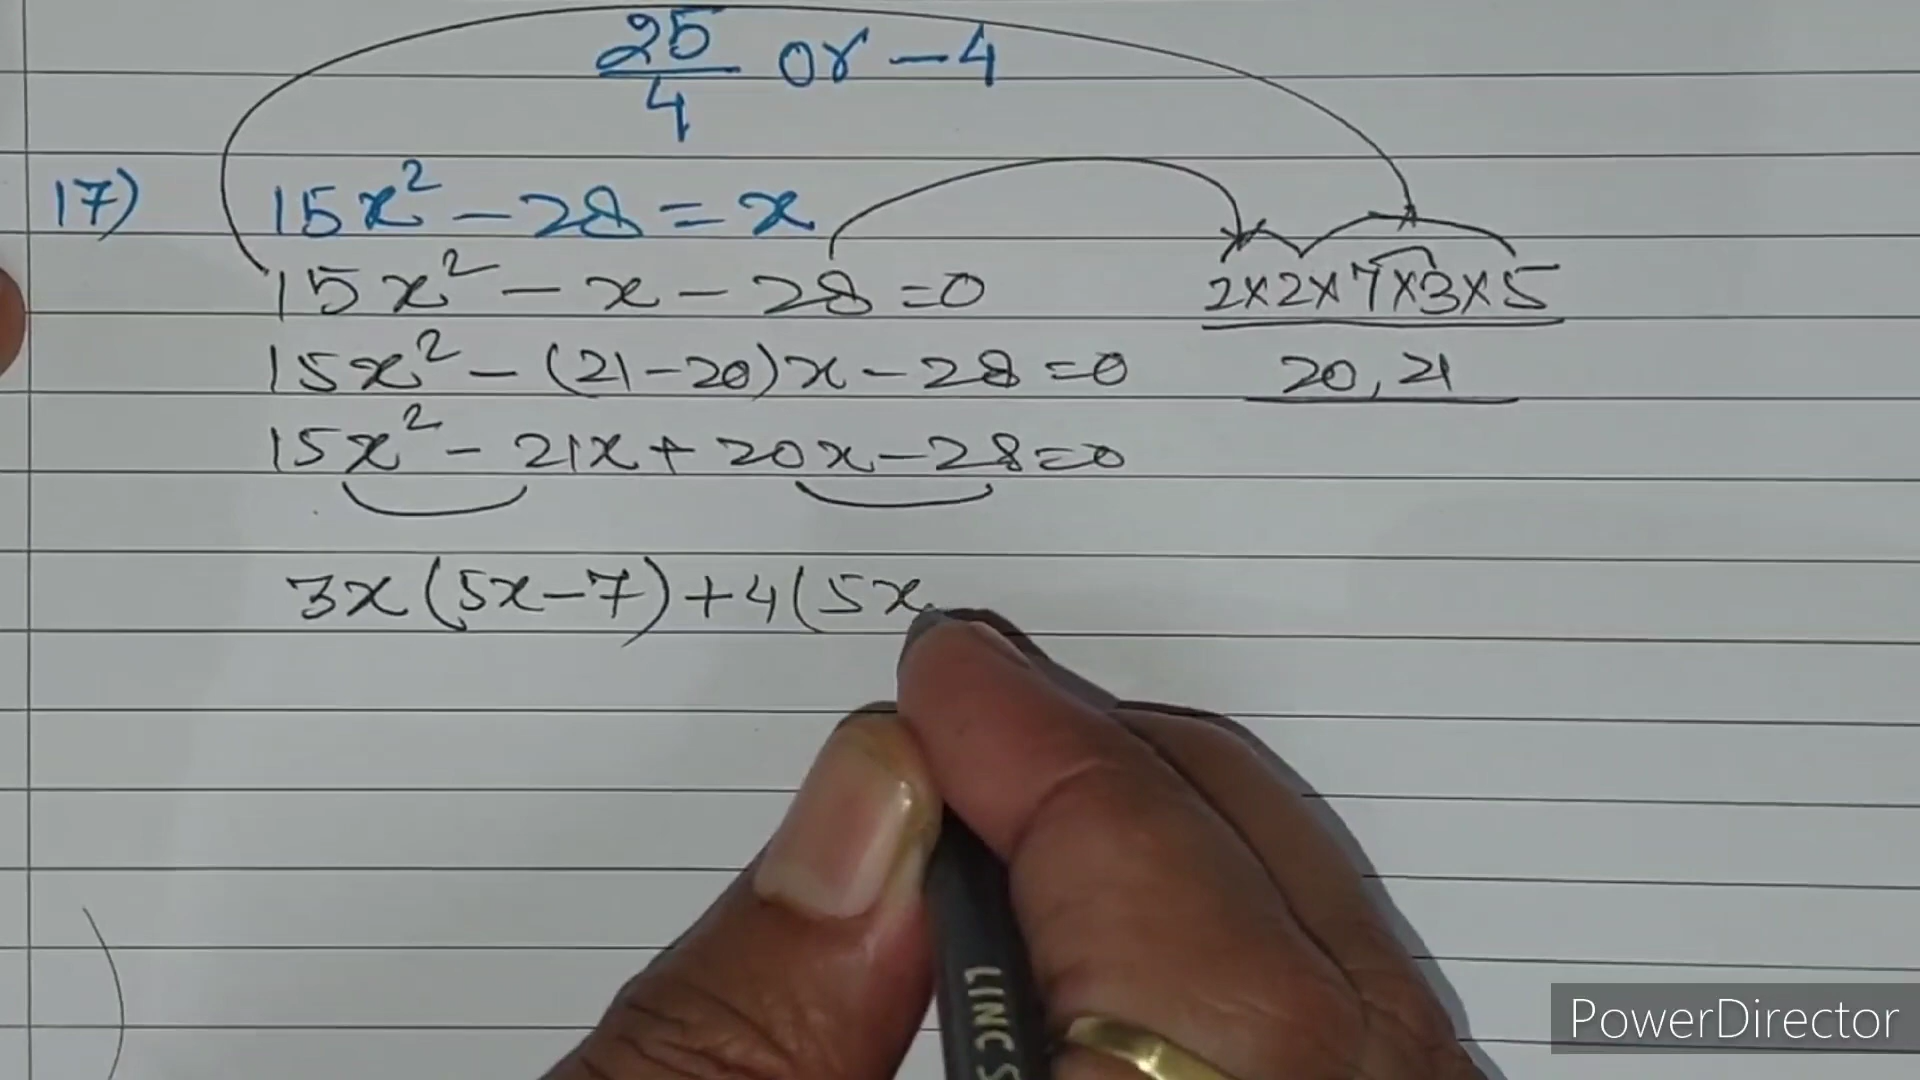 25/4 or -4
17) 15x² - 28 = x
15x² - x - 28 = 0
2×2×7×3×5
15x² - (21-20)x - 28 = 0
20, 21
15x² - 21x + 20x - 28 = 0
3x(5x-7)+4(5x
LINC S
PowerDirector